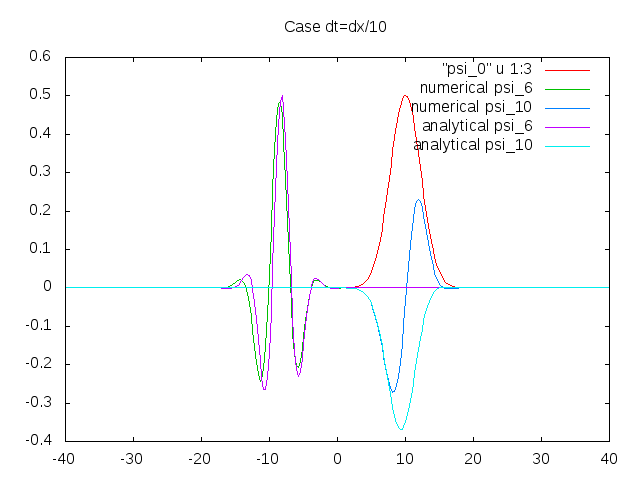 Case dt=dx/10
0.6
"psi_0" u 1:3
numerical psi_6
0.5
numerical psi_10
analytical psi_6
0.4
analytical psi_10
0.3
0.2
0.1
0
-0.1
-0.2
-0.3
-0.4
-40 -30 -20 -10 0 10 20 30 40